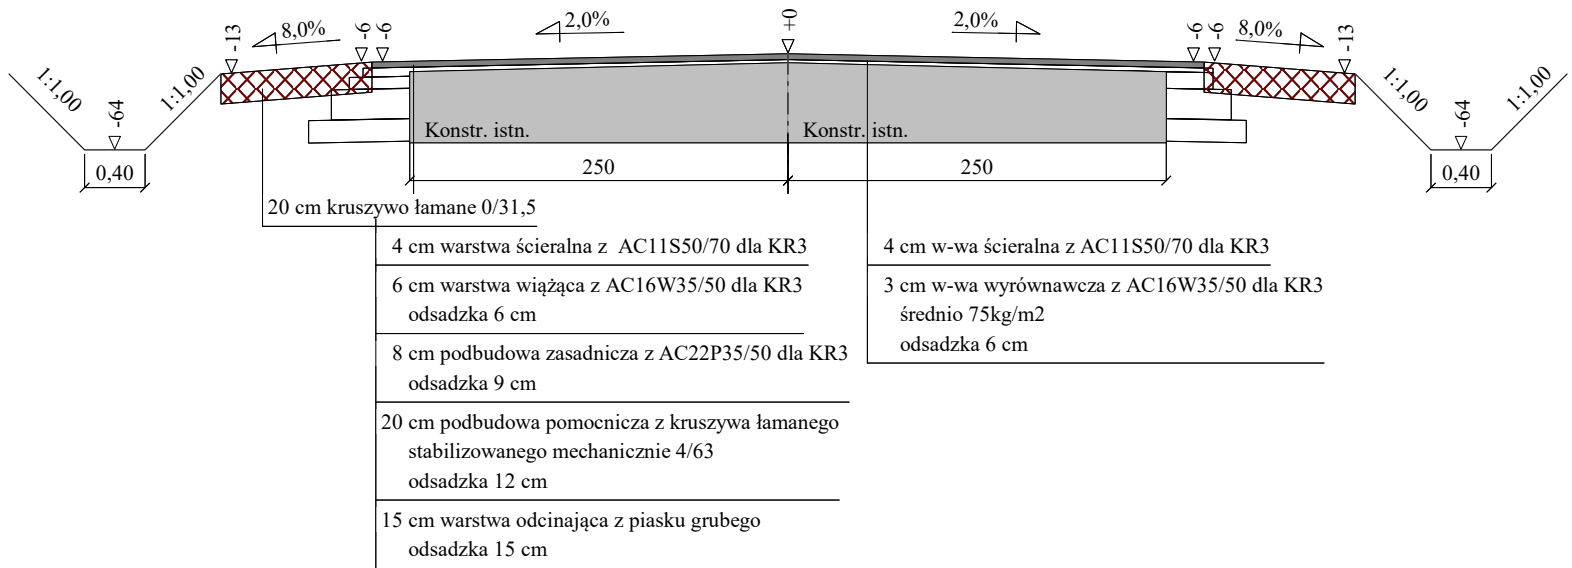 -13
8,0%
-6
-6
2,0%
+0
2,0%
-6
-6
8,0%
-13
1:1,00
-64
1:1,00
1:1,00
-64
1:1,00
Konstr. istn.
Konstr. istn.
0,40
250
250
0,40
20 cm kruszywo łamane 0/31,5
4 cm warstwa ścieralna z AC11S50/70 dla KR3
6 cm warstwa wiążąca z AC16W35/50 dla KR3
odsadzka 6 cm
8 cm podbudowa zasadnicza z AC22P35/50 dla KR3
odsadzka 9 cm
20 cm podbudowa pomocnicza z kruszywa łamanego
stabilizowanego mechanicznie 4/63
odsadzka 12 cm
15 cm warstwa odcinająca z piasku grubego
odsadzka 15 cm
4 cm w-wa ścieralna z AC11S50/70 dla KR3
3 cm w-wa wyrównawcza z AC16W35/50 dla KR3
średnio 75kg/m2
odsadzka 6 cm